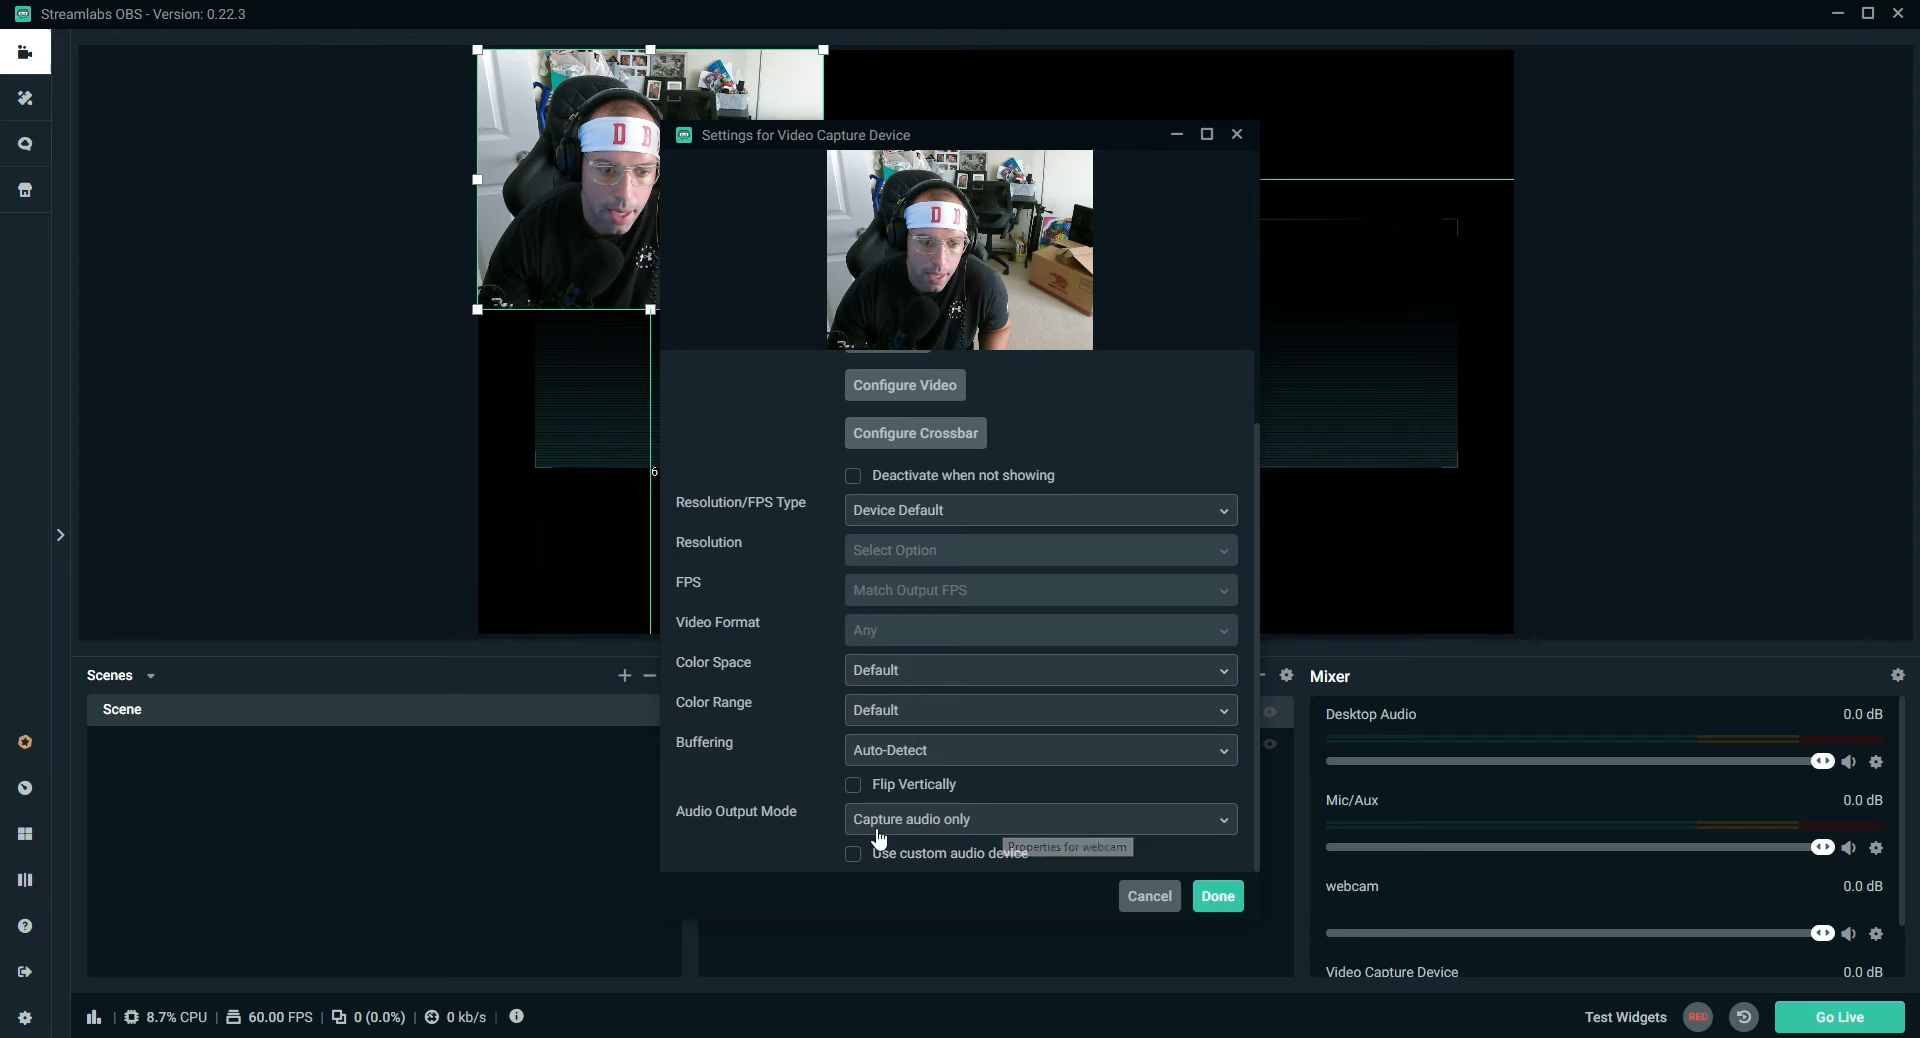 Streamlabs OBS - Version: 0.22.3
D B
Settings for Video Capture Device
D B
Configure Video
Configure Crossbar
Deactivate when not showing
6
Resolution/FPS Type
Device Default
Resolution
Select Option
FPS
Match Output FPS
Video Format
Any
Color Space
Default
Color Range
Default
Buffering
Auto-Detect
Flip Vertically
Audio Output Mode
Capture audio only
Properties for webcam
Use custom audio device
Cancel
Done
Scenes
Scene
Mixer
Desktop Audio 0.0 dB
Mic/Aux 0.0 dB
webcam 0.0 dB
Video Capture Device 0.0 dB
8.7% CPU 60.00 FPS 0 (0.0%) 0 kb/s
Test Widgets
REC
Go Live